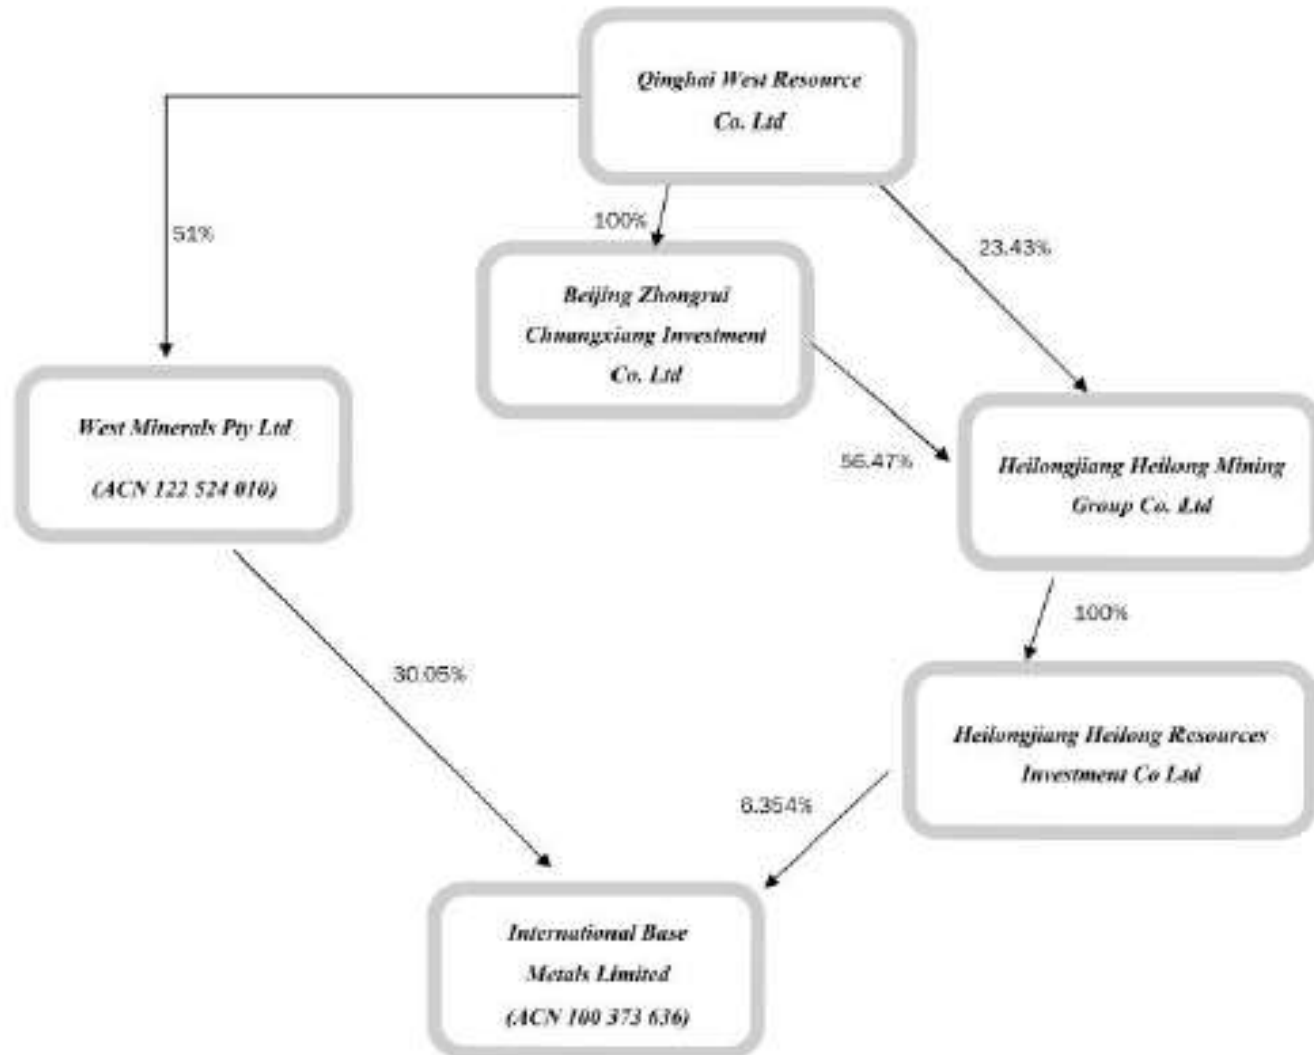 Qinghai West Resource
Co. Ltd
51%
100%
23.43%
Beijing Zhongrui
Chuangxiang Investment
Co. Ltd
West Minerals Pty Ltd
(ACN 122 524 010)
56.47%
Heilongjiang Heilong Mining
Group Co. Ltd
100%
30.05%
Heilongjiang Heilong Resources
Investment Co Ltd
6.354%
International Base
Metals Limited
(ACN 100 373 636)